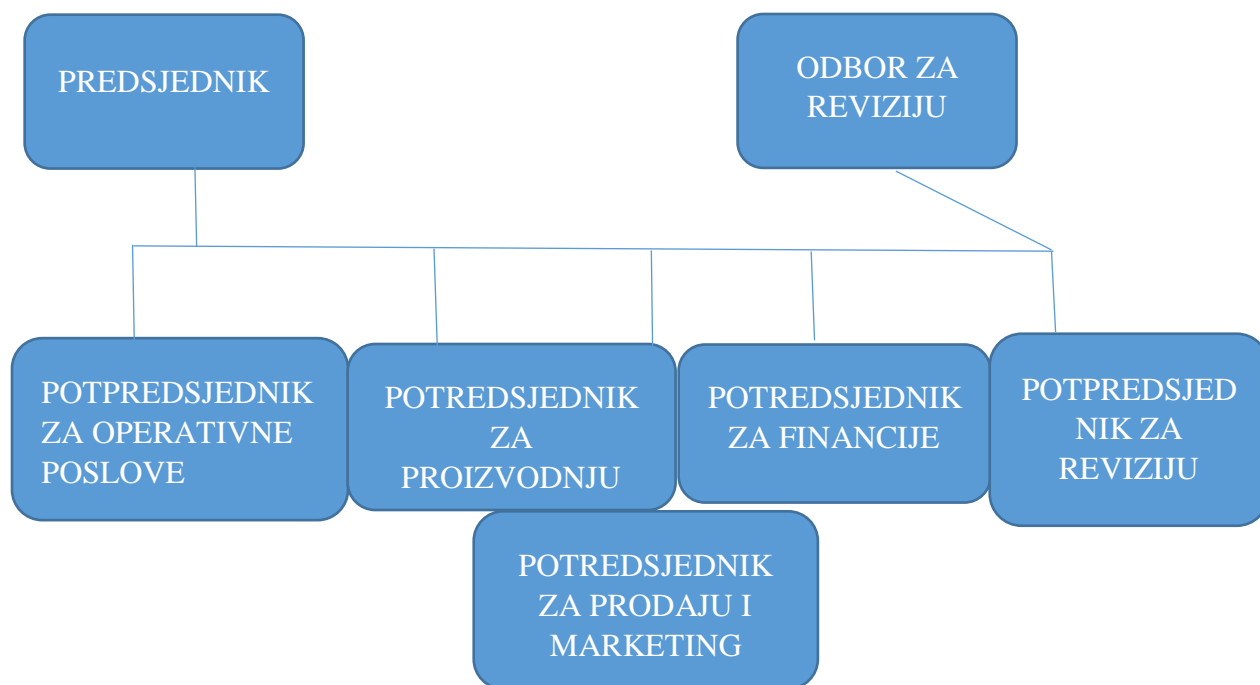 PREDSJEDNIK
ODBOR ZA
REVIZIJU
POTPREDSJEDNIK
ZA OPERATIVNE
POSLOVE
POTREDSJEDNIK
ZA
PROIZVODNJU
POTREDSJEDNIK
ZA FINANCIJE
POTPREDSJED
NIK ZA
REVIZIJU
POTREDSJEDNIK
ZA PRODAJU I
MARKETING